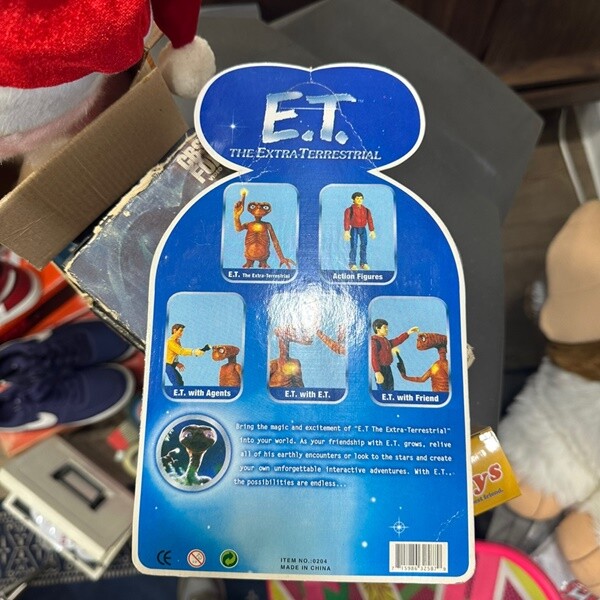 E.T.
THE EXTRA-TERRESTRIAL
E.T. The Extra-Terrestrial
Action Figures
E.T. with Agents
E.T. with E.T.
E.T. with Friend
Bring the magic and excitement of "E.T The Extra-Terrestrial"
into your world. As your friendship with E.T. grows, relive
all of his earthly encounters or look to the stars and create
your own unforgettable interactive adventures. With E.T..
the possibilities are endless...
CE
ITEM NO.:0204
MADE IN CHINA
ys